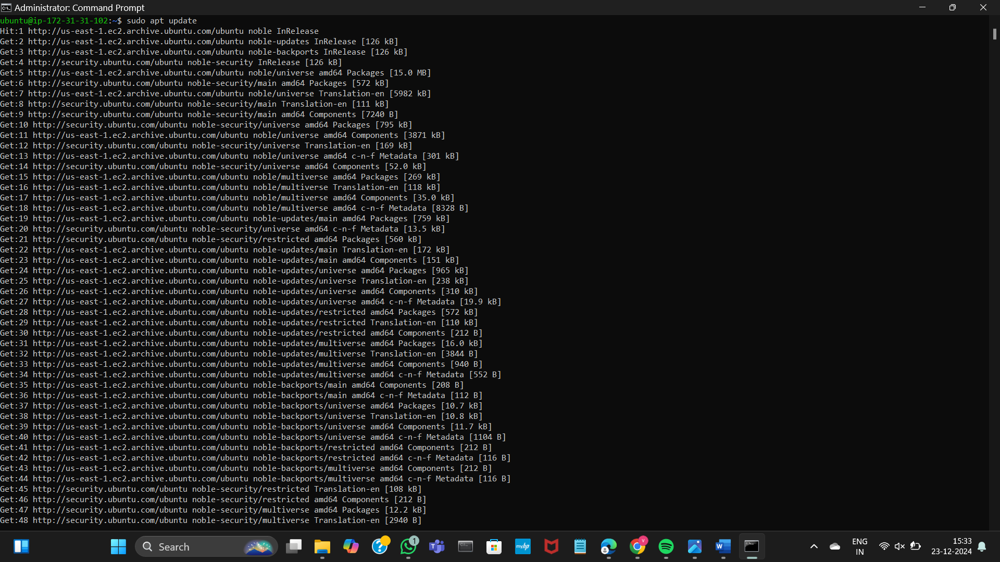 Administrator: Command Prompt
ubuntu@ip-172-31-31-102:~$ sudo apt update
Hit:1 http://us-east-1.ec2.archive.ubuntu.com/ubuntu noble InRelease
Get:2 http://us-east-1.ec2.archive.ubuntu.com/ubuntu noble-updates InRelease [126 kB]
Get:3 http://us-east-1.ec2.archive.ubuntu.com/ubuntu noble-backports InRelease [126 kB]
Get:4 http://security.ubuntu.com/ubuntu noble-security InRelease [126 kB]
Get:5 http://us-east-1.ec2.archive.ubuntu.com/ubuntu noble/universe amd64 Packages [15.0 MB]
Get:6 http://security.ubuntu.com/ubuntu noble-security/main amd64 Packages [572 kB]
Get:7 http://us-east-1.ec2.archive.ubuntu.com/ubuntu noble/universe Translation-en [5982 kB]
Get:8 http://security.ubuntu.com/ubuntu noble-security/main Translation-en [111 kB]
Get:9 http://security.ubuntu.com/ubuntu noble-security/main amd64 Components [7240 B]
Get:10 http://security.ubuntu.com/ubuntu noble-security/universe amd64 Packages [795 kB]
Get:11 http://us-east-1.ec2.archive.ubuntu.com/ubuntu noble/universe amd64 Components [3871 kB]
Get:12 http://security.ubuntu.com/ubuntu noble-security/universe Translation-en [169 kB]
Get:13 http://us-east-1.ec2.archive.ubuntu.com/ubuntu noble/universe amd64 c-n-f Metadata [301 kB]
Get:14 http://security.ubuntu.com/ubuntu noble-security/universe amd64 Components [52.0 kB]
Get:15 http://us-east-1.ec2.archive.ubuntu.com/ubuntu noble/multiverse amd64 Packages [269 kB]
Get:16 http://us-east-1.ec2.archive.ubuntu.com/ubuntu noble/multiverse Translation-en [118 kB]
Get:17 http://us-east-1.ec2.archive.ubuntu.com/ubuntu noble/multiverse amd64 Components [35.0 kB]
Get:18 http://us-east-1.ec2.archive.ubuntu.com/ubuntu noble/multiverse amd64 c-n-f Metadata [8328 B]
Get:19 http://us-east-1.ec2.archive.ubuntu.com/ubuntu noble-updates/main amd64 Packages [759 kB]
Get:20 http://security.ubuntu.com/ubuntu noble-security/universe amd64 c-n-f Metadata [13.5 kB]
Get:21 http://security.ubuntu.com/ubuntu noble-security/restricted amd64 Packages [560 kB]
Get:22 http://us-east-1.ec2.archive.ubuntu.com/ubuntu noble-updates/main Translation-en [172 kB]
Get:23 http://us-east-1.ec2.archive.ubuntu.com/ubuntu noble-updates/main amd64 Components [151 kB]
Get:24 http://us-east-1.ec2.archive.ubuntu.com/ubuntu noble-updates/universe amd64 Packages [965 kB]
Get:25 http://us-east-1.ec2.archive.ubuntu.com/ubuntu noble-updates/universe Translation-en [238 kB]
Get:26 http://us-east-1.ec2.archive.ubuntu.com/ubuntu noble-updates/universe amd64 Components [310 kB]
Get:27 http://us-east-1.ec2.archive.ubuntu.com/ubuntu noble-updates/universe amd64 c-n-f Metadata [19.9 kB]
Get:28 http://us-east-1.ec2.archive.ubuntu.com/ubuntu noble-updates/restricted amd64 Packages [572 kB]
Get:29 http://us-east-1.ec2.archive.ubuntu.com/ubuntu noble-updates/restricted Translation-en [110 kB]
Get:30 http://us-east-1.ec2.archive.ubuntu.com/ubuntu noble-updates/restricted amd64 Components [212 B]
Get:31 http://us-east-1.ec2.archive.ubuntu.com/ubuntu noble-updates/multiverse amd64 Packages [16.0 kB]
Get:32 http://us-east-1.ec2.archive.ubuntu.com/ubuntu noble-updates/multiverse Translation-en [3844 B]
Get:33 http://us-east-1.ec2.archive.ubuntu.com/ubuntu noble-updates/multiverse amd64 Components [940 B]
Get:34 http://us-east-1.ec2.archive.ubuntu.com/ubuntu noble-updates/multiverse amd64 c-n-f Metadata [552 B]
Get:35 http://us-east-1.ec2.archive.ubuntu.com/ubuntu noble-backports/main amd64 Components [208 B]
Get:36 http://us-east-1.ec2.archive.ubuntu.com/ubuntu noble-backports/main amd64 c-n-f Metadata [112 B]
Get:37 http://us-east-1.ec2.archive.ubuntu.com/ubuntu noble-backports/universe amd64 Packages [10.7 kB]
Get:38 http://us-east-1.ec2.archive.ubuntu.com/ubuntu noble-backports/universe Translation-en [10.8 kB]
Get:39 http://us-east-1.ec2.archive.ubuntu.com/ubuntu noble-backports/universe amd64 Components [11.7 kB]
Get:40 http://us-east-1.ec2.archive.ubuntu.com/ubuntu noble-backports/universe amd64 c-n-f Metadata [1104 B]
Get:41 http://us-east-1.ec2.archive.ubuntu.com/ubuntu noble-backports/restricted amd64 Components [212 B]
Get:42 http://us-east-1.ec2.archive.ubuntu.com/ubuntu noble-backports/restricted amd64 c-n-f Metadata [116 B]
Get:43 http://us-east-1.ec2.archive.ubuntu.com/ubuntu noble-backports/multiverse amd64 Components [212 B]
Get:44 http://us-east-1.ec2.archive.ubuntu.com/ubuntu noble-backports/multiverse amd64 c-n-f Metadata [116 B]
Get:45 http://security.ubuntu.com/ubuntu noble-security/restricted Translation-en [108 kB]
Get:46 http://security.ubuntu.com/ubuntu noble-security/restricted amd64 Components [212 B]
Get:47 http://security.ubuntu.com/ubuntu noble-security/multiverse amd64 Packages [12.2 kB]
Get:48 http://security.ubuntu.com/ubuntu noble-security/multiverse Translation-en [2940 B]
Search
1
myhp
V
W
ENG
IN
15:33
23-12-2024